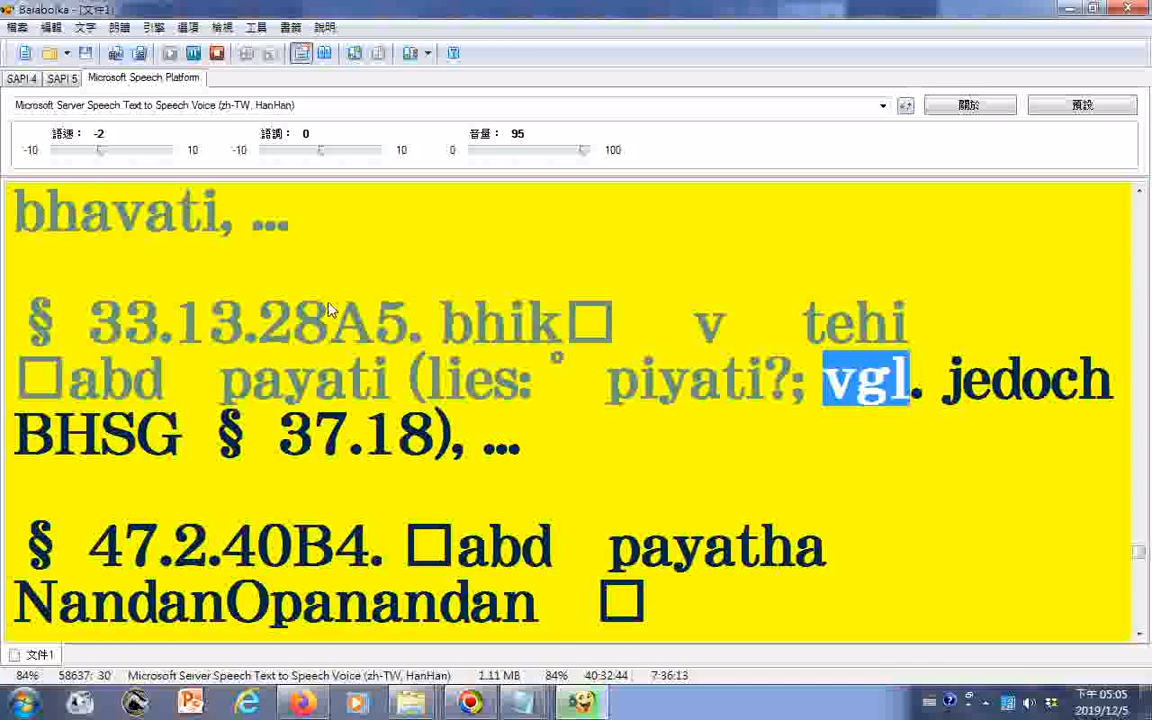 Balabolka - [文件1]
檔案 編輯 文字 朗讀 引擎 選項 檢視 工具 書籤 說明
SAPI 4 SAPI 5 Microsoft Speech Platform
Microsoft Server Speech Text to Speech Voice (zh-TW, HanHan) 關於 預設
語速： -2 語調： 0 音量： 95
-10 10 -10 10 0 100
bhavati, ...
§ 33.13.28A5. bhik□ v tehi
□abd payati (lies: ° piyati?; vgl. jedoch
BHSG § 37.18), ...
§ 47.2.40B4. □abd payatha
NandanOpanandan □
文件1
84% 58637: 30 Microsoft Server Speech Text to Speech Voice (zh-TW, HanHan) 1.11 MB 84% 40:32:44 7:36:13
下午 05:05
2019/12/5